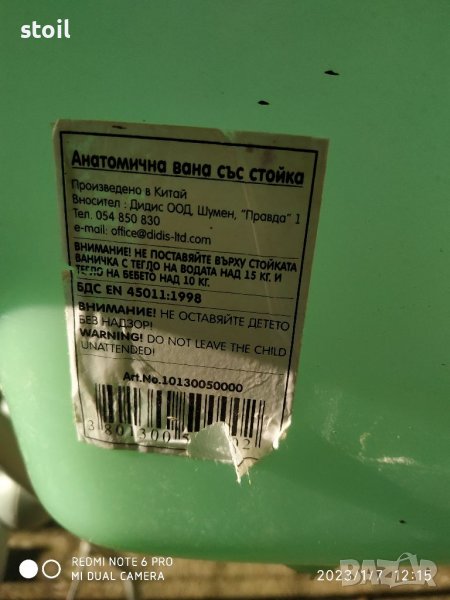 stoil
Анатомична вана със стойка
Произведено в Китай
Вносител : Дидис ООД, Шумен, "Правда" 1
Тел. 054 850 830
e-mail: office@didis-ltd.com
ВНИМАНИЕ! НЕ ПОСТАВЯЙТЕ ВЪРХУ СТОЙКАТА
ВАНИЧКА С ТЕГЛО НА ВОДАТА НАД 15 КГ. И
ТЕГЛО НА БЕБЕТО НАД 10 КГ.
БДС EN 45011:1998
ВНИМАНИЕ! НЕ ОСТАВЯЙТЕ ДЕТЕТО
БЕЗ НАДЗОР!
WARNING! DO NOT LEAVE THE CHILD
UNATTENDED!
Art.No.10130050000
REDMI NOTE 6 PRO
MI DUAL CAMERA
2023/1/7 12:15
BAZAR